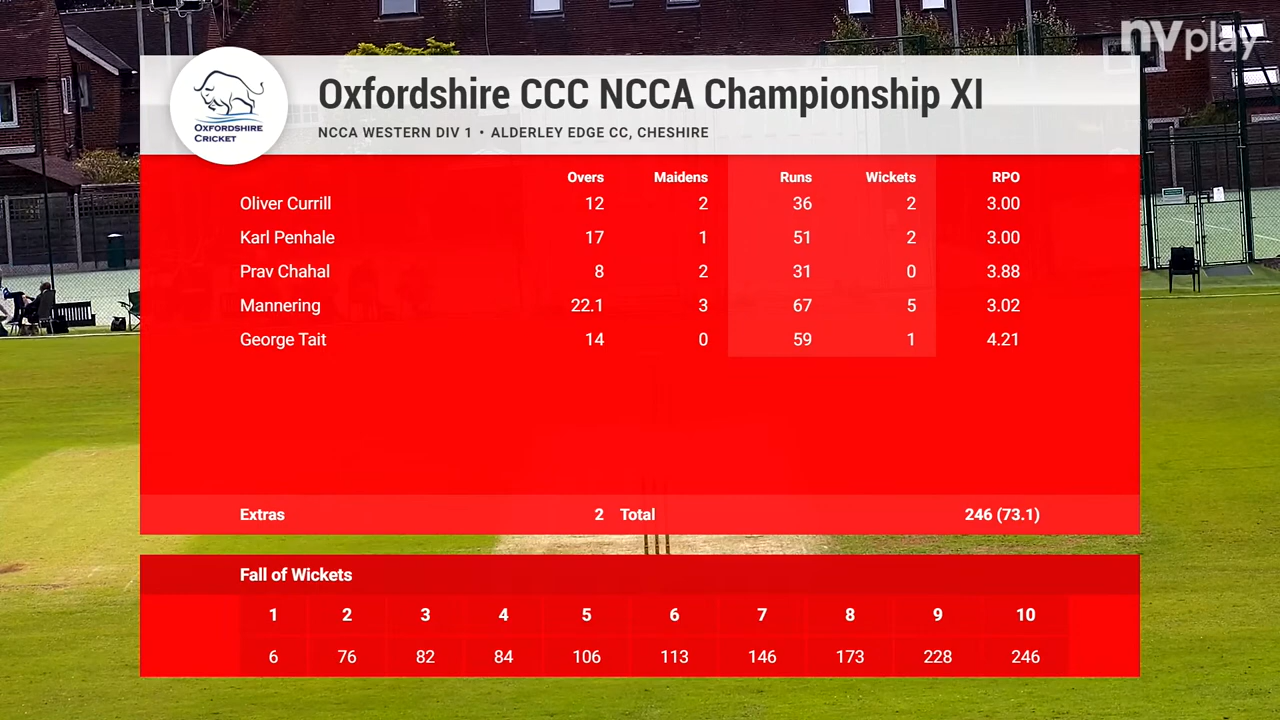 nvplay
Oxfordshire CCC NCCA Championship XI
NCCA WESTERN DIV 1 • ALDERLEY EDGE CC, CHESHIRE
OXFORDSHIRE
CRICKET
Overs Maidens Runs Wickets RPO
Oliver Currill 12 2 36 2 3.00
Karl Penhale 17 1 51 2 3.00
Prav Chahal 8 2 31 0 3.88
Mannering 22.1 3 67 5 3.02
George Tait 14 0 59 1 4.21
Extras 2 Total 246 (73.1)
Fall of Wickets
1 2 3 4 5 6 7 8 9 10
6 76 82 84 106 113 146 173 228 246